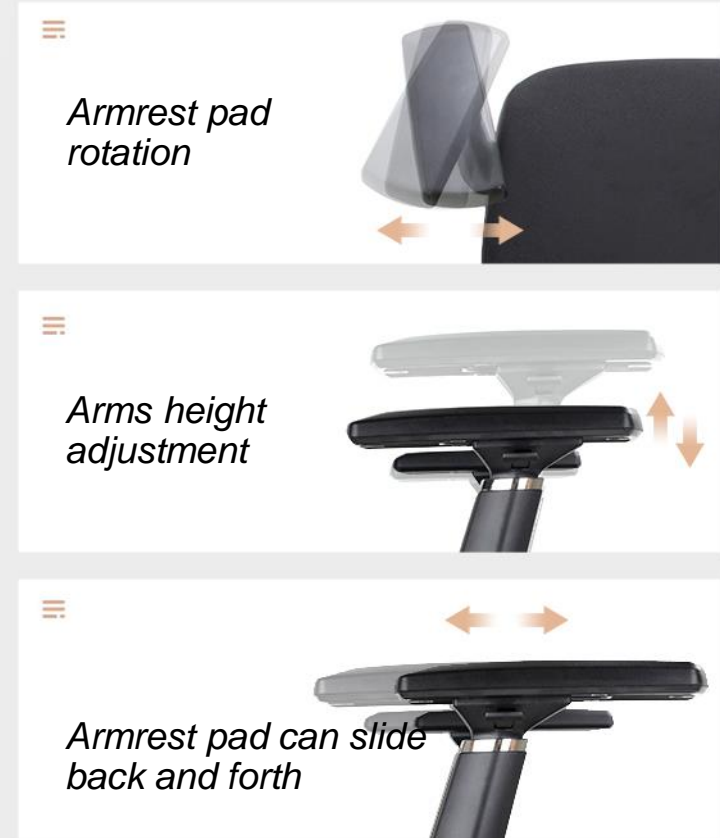 Armrest pad
rotation
Arms height
adjustment
Armrest pad can slide
back and forth